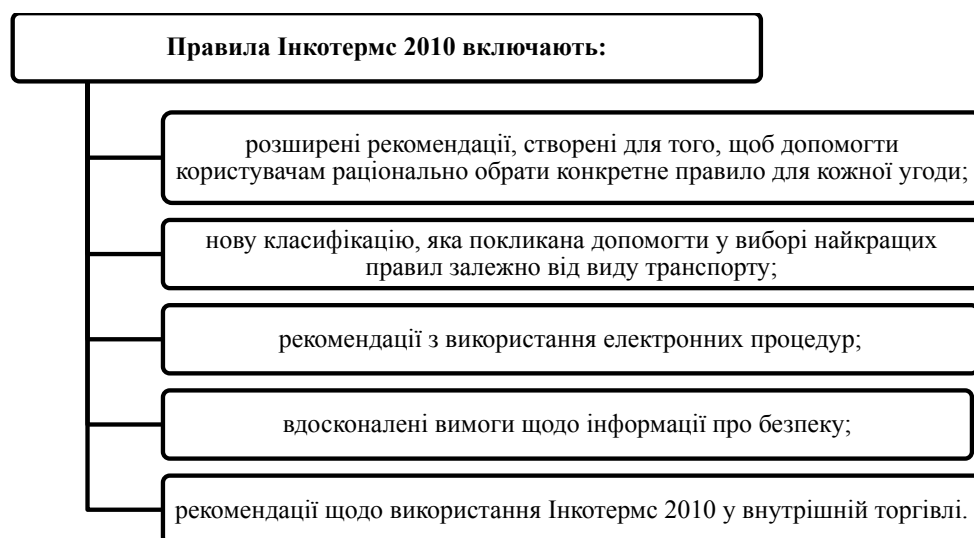 Правила Інкотермс 2010 включають:
розширені рекомендації, створені для того, щоб допомогти
користувачам раціонально обрати конкретне правило для кожної угоди;
нову класифікацію, яка покликана допомогти у виборі найкращих
правил залежно від виду транспорту;
рекомендації з використання електронних процедур;
вдосконалені вимоги щодо інформації про безпеку;
рекомендації щодо використання Інкотермс 2010 у внутрішній торгівлі.